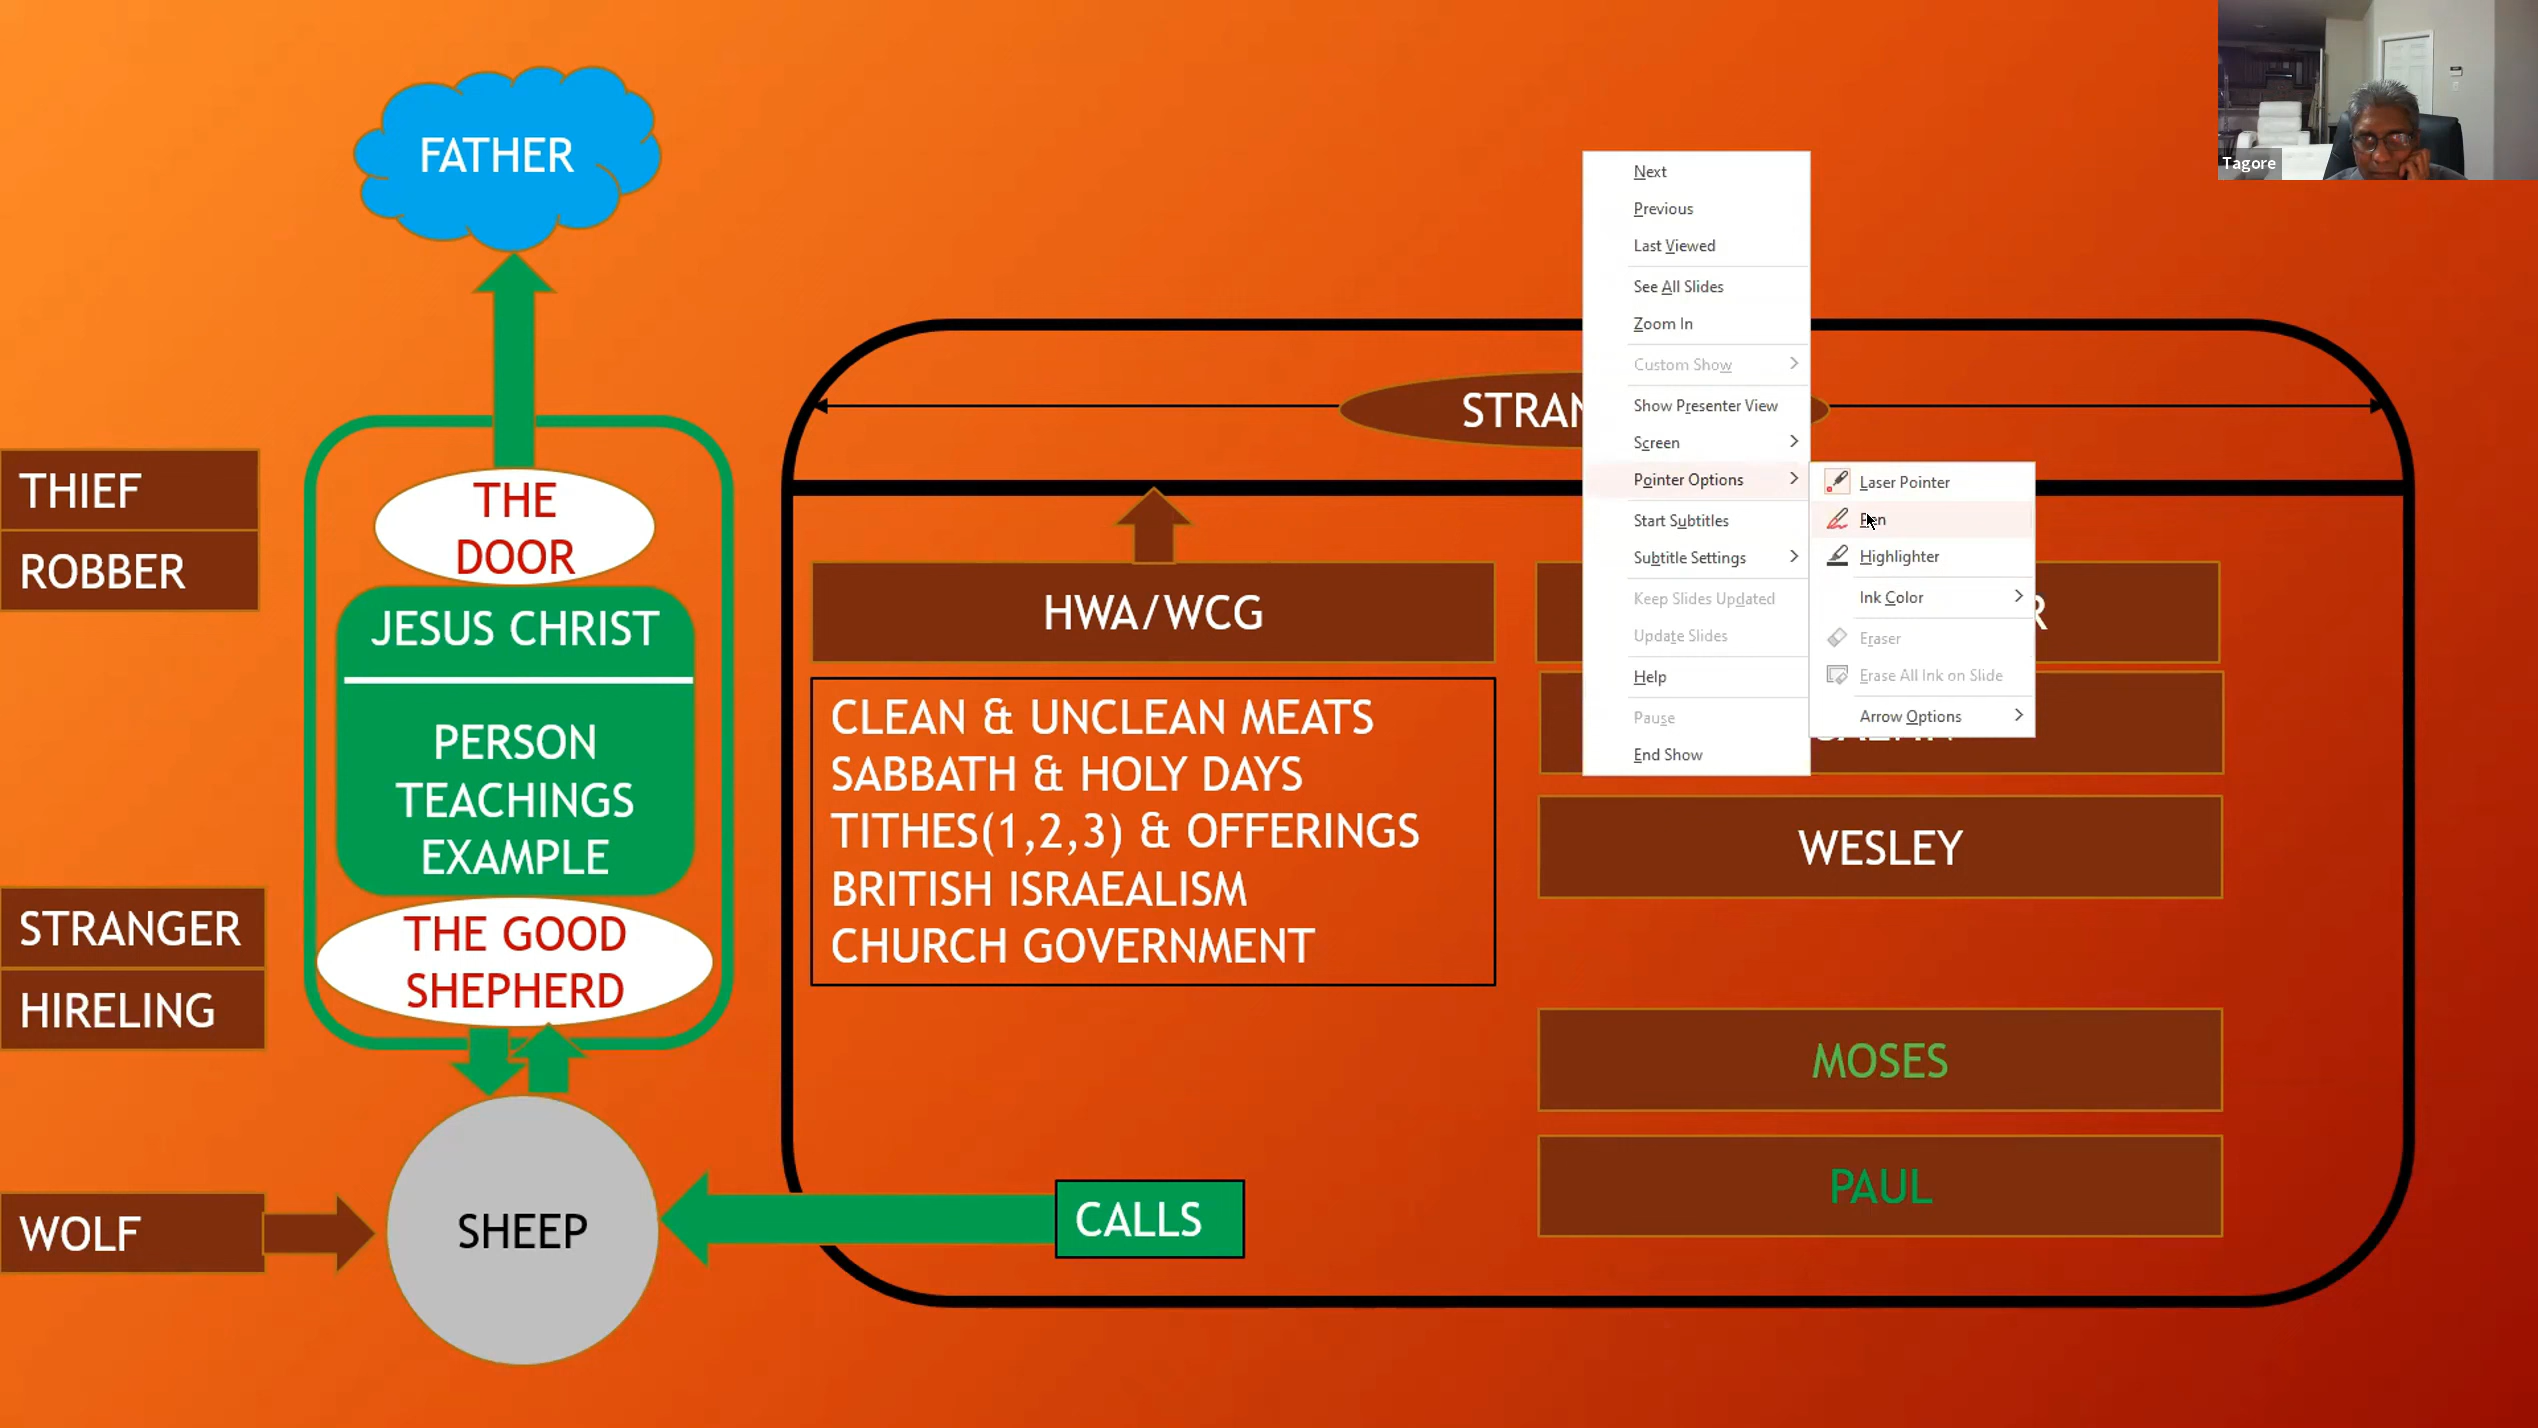 FATHER
Tagore
Next
Previous
Last Viewed
See All Slides
Zoom In
Custom Show
Show Presenter View
Screen
Pointer Options
Start Subtitles
Subtitle Settings
Keep Slides Updated
Update Slides
Help
Pause
End Show
Laser Pointer
Pen
Highlighter
Ink Color
Eraser
Erase All Ink on Slide
Arrow Options
THIEF
ROBBER
THE
DOOR
JESUS CHRIST
PERSON
TEACHINGS
EXAMPLE
THE GOOD
SHEPHERD
STRANGER
HIRELING
WOLF
SHEEP
CALLS
HWA/WCG
CLEAN & UNCLEAN MEATS
SABBATH & HOLY DAYS
TITHES(1,2,3) & OFFERINGS
BRITISH ISRAEALISM
CHURCH GOVERNMENT
WESLEY
MOSES
PAUL